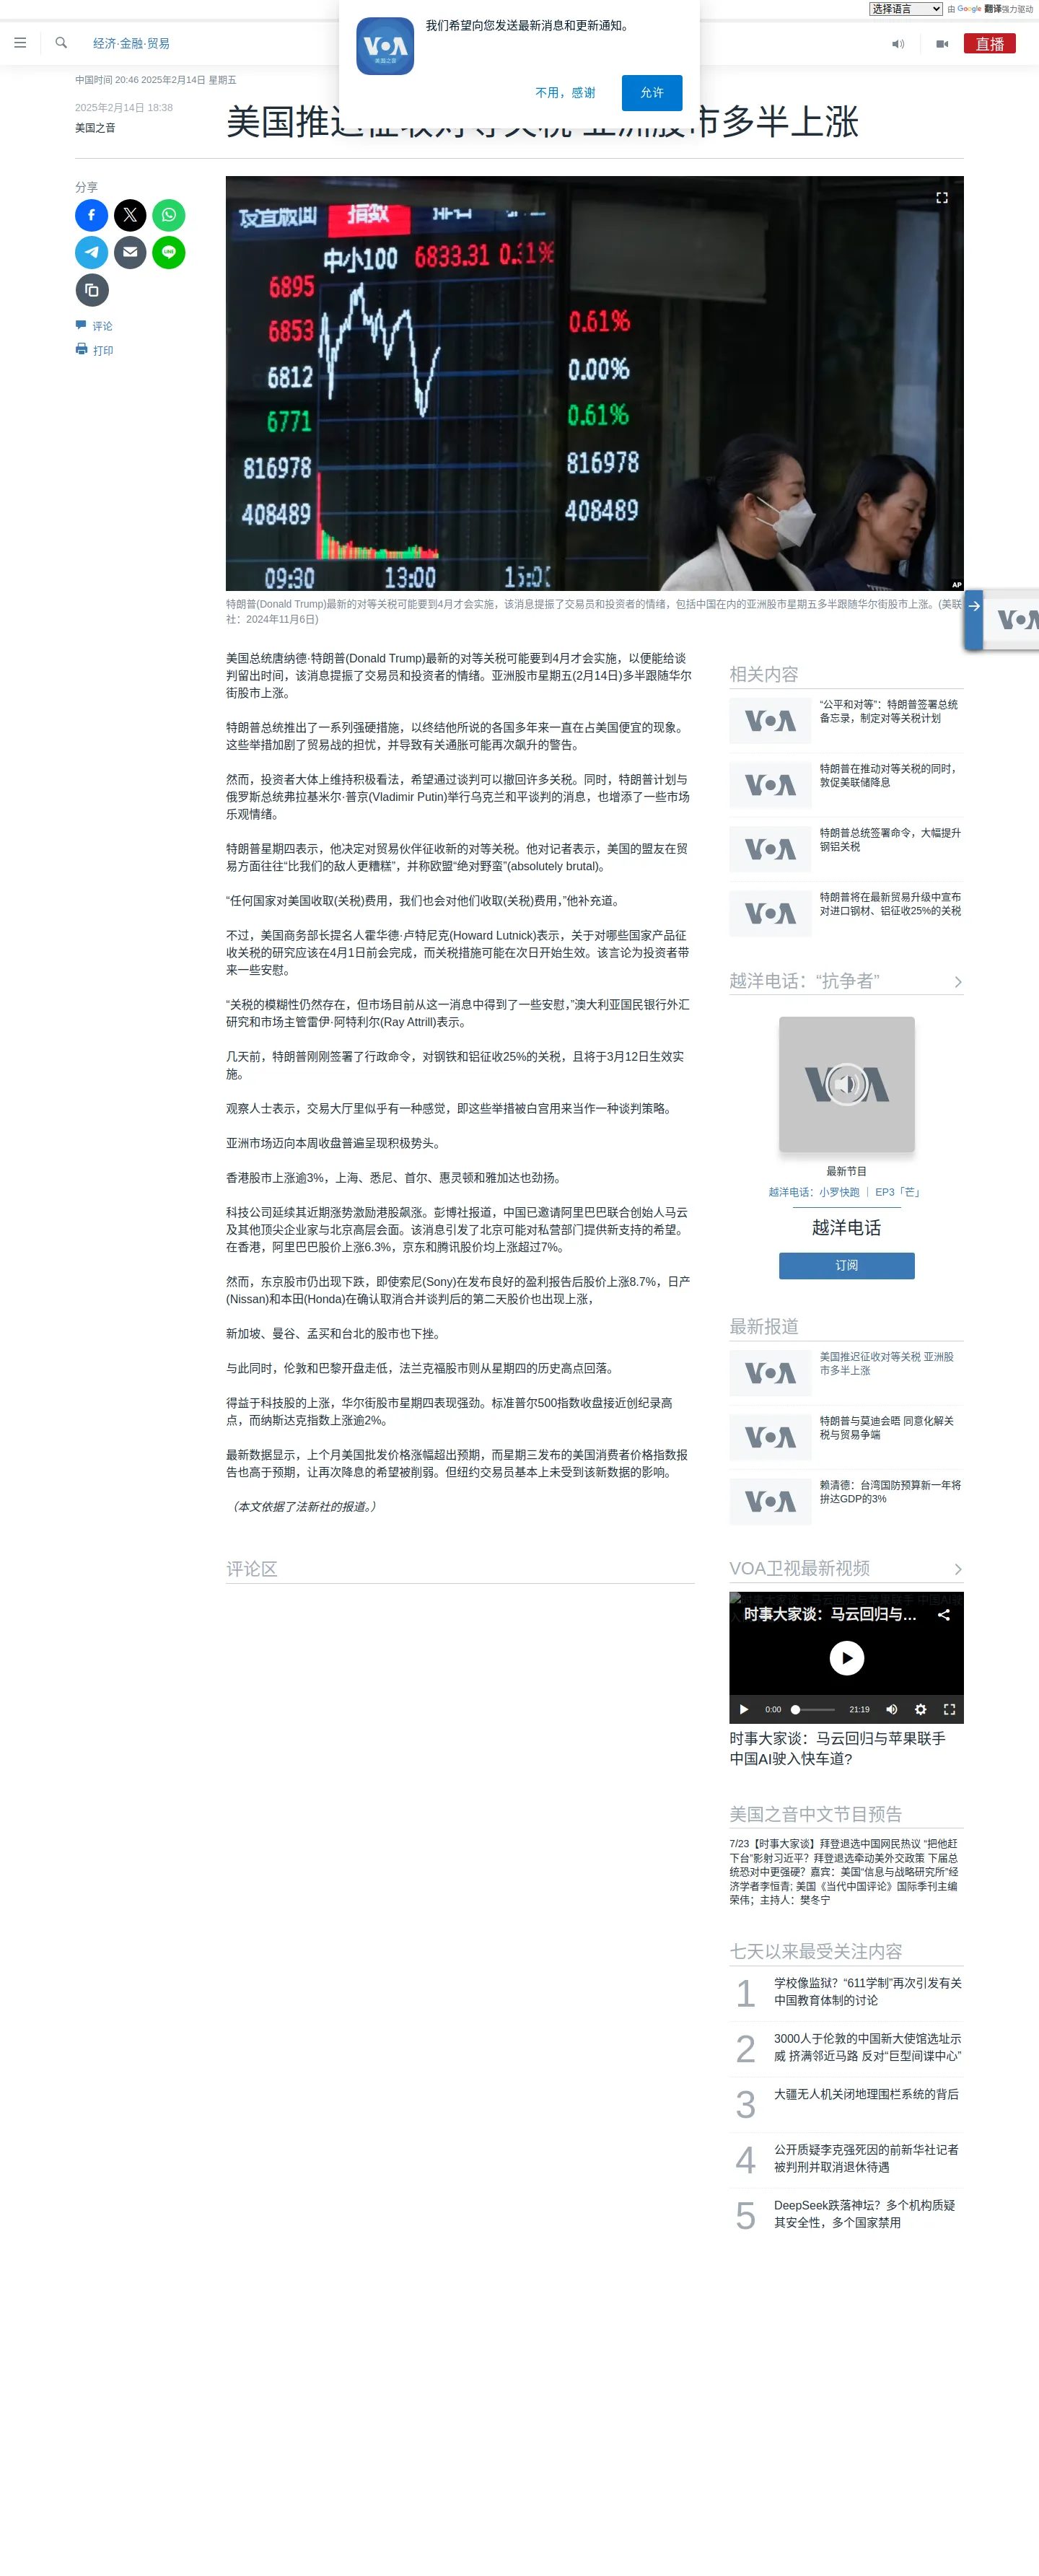 选择语言
由 Google 翻译强力驱动
经济·金融·贸易
直播
VOA
美国之音
我们希望向您发送最新消息和更新通知。
不用，感谢
允许
中国时间 20:46 2025年2月14日 星期五
2025年2月14日 18:38
美国之音
美国推迟征收对等关税 亚洲股市多半上涨
分享
评论
打印
指数
中小100 6833.31 0.31%
6895
6853
6812
6771
816978
408489
0.61%
0.00%
0.61%
816978
408489
09:30 13:00
AP
特朗普(Donald Trump)最新的对等关税可能要到4月才会实施，该消息提振了交易员和投资者的情绪，包括中国在内的亚洲股市星期五多半跟随华尔街股市上涨。(美联
社：2024年11月6日)
美国总统唐纳德·特朗普(Donald Trump)最新的对等关税可能要到4月才会实施，以便能给谈
判留出时间，该消息提振了交易员和投资者的情绪。亚洲股市星期五(2月14日)多半跟随华尔
街股市上涨。
特朗普总统推出了一系列强硬措施，以终结他所说的各国多年来一直在占美国便宜的现象。
这些举措加剧了贸易战的担忧，并导致有关通胀可能再次飙升的警告。
然而，投资者大体上维持积极看法，希望通过谈判可以撤回许多关税。同时，特朗普计划与
俄罗斯总统弗拉基米尔·普京(Vladimir Putin)举行乌克兰和平谈判的消息，也增添了一些市场
乐观情绪。
特朗普星期四表示，他决定对贸易伙伴征收新的对等关税。他对记者表示，美国的盟友在贸
易方面往往“比我们的敌人更糟糕”，并称欧盟“绝对野蛮”(absolutely brutal)。
“任何国家对美国收取(关税)费用，我们也会对他们收取(关税)费用，”他补充道。
不过，美国商务部长提名人霍华德·卢特尼克(Howard Lutnick)表示，关于对哪些国家产品征
收关税的研究应该在4月1日前会完成，而关税措施可能在次日开始生效。该言论为投资者带
来一些安慰。
“关税的模糊性仍然存在，但市场目前从这一消息中得到了一些安慰，”澳大利亚国民银行外汇
研究和市场主管雷伊·阿特利尔(Ray Attrill)表示。
几天前，特朗普刚刚签署了行政命令，对钢铁和铝征收25%的关税，且将于3月12日生效实
施。
观察人士表示，交易大厅里似乎有一种感觉，即这些举措被白宫用来当作一种谈判策略。
亚洲市场迈向本周收盘普遍呈现积极势头。
香港股市上涨逾3%，上海、悉尼、首尔、惠灵顿和雅加达也劲扬。
科技公司延续其近期涨势激励港股飙涨。彭博社报道，中国已邀请阿里巴巴联合创始人马云
及其他顶尖企业家与北京高层会面。该消息引发了北京可能对私营部门提供新支持的希望。
在香港，阿里巴巴股价上涨6.3%，京东和腾讯股价均上涨超过7%。
然而，东京股市仍出现下跌，即使索尼(Sony)在发布良好的盈利报告后股价上涨8.7%，日产
(Nissan)和本田(Honda)在确认取消合并谈判后的第二天股价也出现上涨，
新加坡、曼谷、孟买和台北的股市也下挫。
与此同时，伦敦和巴黎开盘走低，法兰克福股市则从星期四的历史高点回落。
得益于科技股的上涨，华尔街股市星期四表现强劲。标准普尔500指数收盘接近创纪录高
点，而纳斯达克指数上涨逾2%。
最新数据显示，上个月美国批发价格涨幅超出预期，而星期三发布的美国消费者价格指数报
告也高于预期，让再次降息的希望被削弱。但纽约交易员基本上未受到该新数据的影响。
（本文依据了法新社的报道。）
评论区
相关内容
VOA
“公平和对等”：特朗普签署总统
备忘录，制定对等关税计划
VOA
特朗普在推动对等关税的同时，
敦促美联储降息
VOA
特朗普总统签署命令，大幅提升
钢铝关税
VOA
特朗普将在最新贸易升级中宣布
对进口钢材、铝征收25%的关税
越洋电话：“抗争者”
VOA
最新节目
越洋电话：小罗快跑 ｜ EP3「芒」
越洋电话
订阅
最新报道
VOA
美国推迟征收对等关税 亚洲股
市多半上涨
VOA
特朗普与莫迪会晤 同意化解关
税与贸易争端
VOA
赖清德：台湾国防预算新一年将
拚达GDP的3%
VOA卫视最新视频
时事大家谈：马云回归与…
0:00
21:19
时事大家谈：马云回归与苹果联手
中国AI驶入快车道?
美国之音中文节目预告
7/23【时事大家谈】拜登退选中国网民热议 “把他赶
下台”影射习近平？拜登退选牵动美外交政策 下届总
统恐对中更强硬？嘉宾：美国“信息与战略研究所”经
济学者李恒青; 美国《当代中国评论》国际季刊主编
荣伟；主持人：樊冬宁
七天以来最受关注内容
1
学校像监狱？“611学制”再次引发有关
中国教育体制的讨论
2
3000人于伦敦的中国新大使馆选址示
威 挤满邻近马路 反对“巨型间谍中心”
3
大疆无人机关闭地理围栏系统的背后
4
公开质疑李克强死因的前新华社记者
被判刑并取消退休待遇
5
DeepSeek跌落神坛？多个机构质疑
其安全性，多个国家禁用